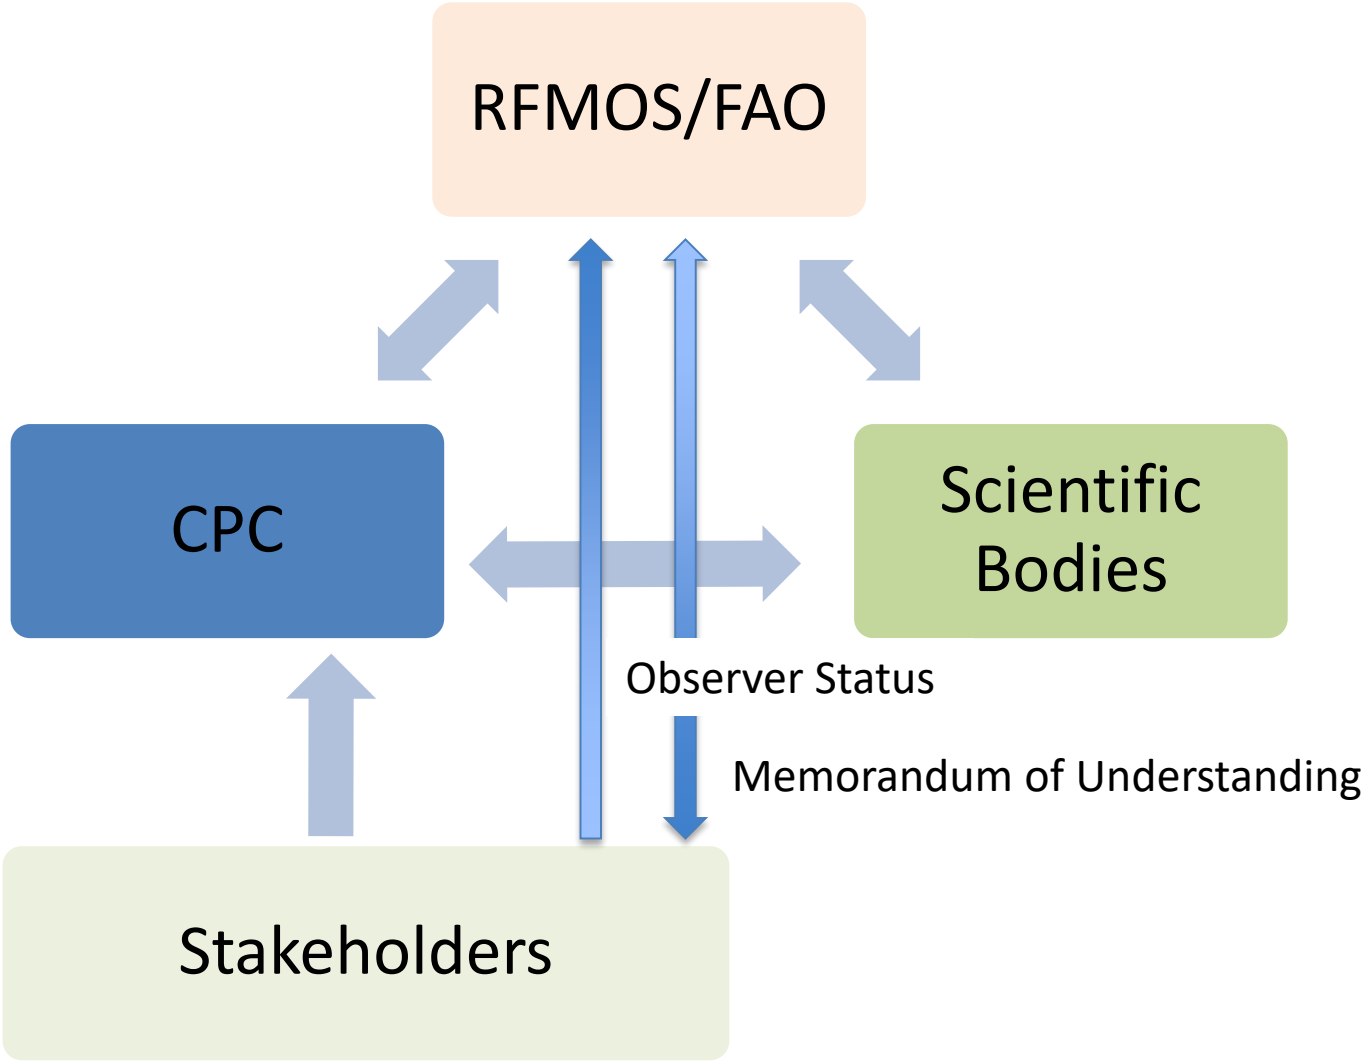 RFMOS/FAO
CPC
Scientific
Bodies
Observer Status
Memorandum of Understanding
Stakeholders